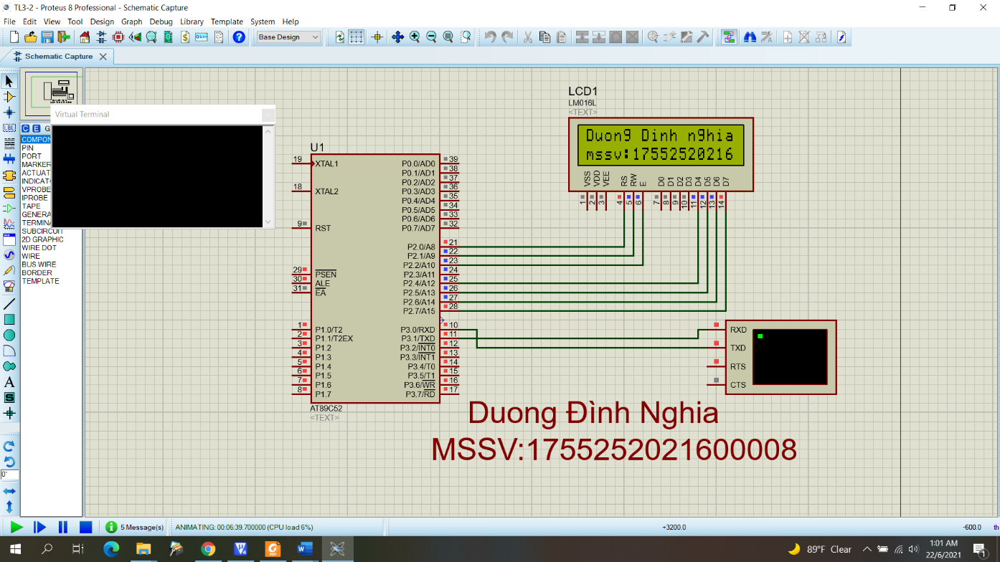 TL3-2 - Proteus 8 Professional - Schematic Capture
File Edit View Tool Design Graph Debug Library Template System Help
Base Design
Schematic Capture
Virtual Terminal
C E G
COMPON
PIN
PORT
MARKER
ACTUAT
INDICAT
VPROBE
IPROBE
TAPE
GENERA
TERMINA
SUBCIRCUIT
2D GRAPHIC
WIRE DOT
WIRE
BUS WIRE
BORDER
TEMPLATE
LBL
A
S
0°
U1
19 XTAL1
18 XTAL2
9 RST
29 PSEN
30 ALE
31 EA
1 P1.0/T2
2 P1.1/T2EX
3 P1.2
4 P1.3
5 P1.4
6 P1.5
7 P1.6
8 P1.7
P0.0/AD0 39
P0.1/AD1 38
P0.2/AD2 37
P0.3/AD3 36
P0.4/AD4 35
P0.5/AD5 34
P0.6/AD6 33
P0.7/AD7 32
P2.0/A8 21
P2.1/A9 22
P2.2/A10 23
P2.3/A11 24
P2.4/A12 25
P2.5/A13 26
P2.6/A14 27
P2.7/A15 28
P3.0/RXD 10
P3.1/TXD 11
P3.2/INT0 12
P3.3/INT1 13
P3.4/T0 14
P3.5/T1 15
P3.6/WR 16
P3.7/RD 17
AT89C52
<TEXT>
LCD1
LM016L
<TEXT>
Duong Dinh nghia
mssv:17552520216
VSS VDD VEE RS RW E D0 D1 D2 D3 D4 D5 D6 D7
1 2 3 4 5 6 7 8 9 10 11 12 13 14
RXD
TXD
RTS
CTS
Duong Đình Nghia
MSSV:1755252021600008
5 Message(s) ANIMATING: 00:06:39.700000 (CPU load 6%) +3200.0 -600.0 th
89°F Clear
1:01 AM
22/6/2021
1